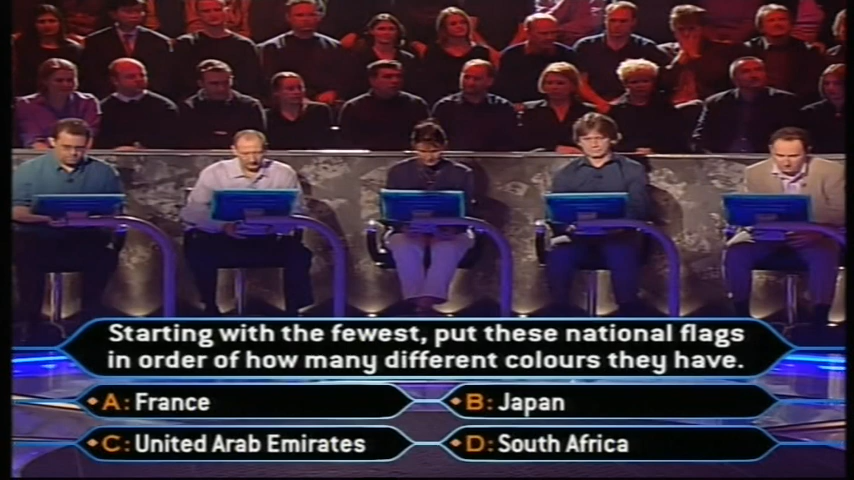 Starting with the fewest, put these national flags
in order of how many different colours they have.
A: France
B: Japan
C: United Arab Emirates
D: South Africa